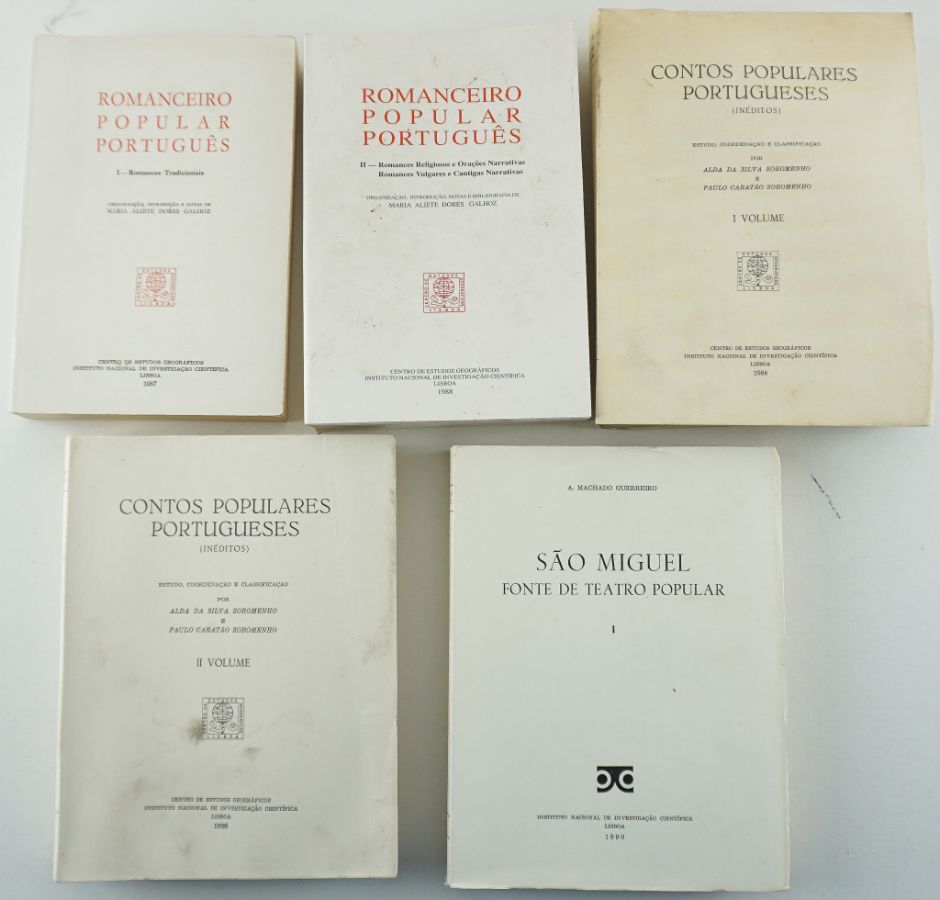 ROMANCEIRO
POPULAR
PORTUGUÊS
I — Romances Tradicionais
ORGANIZAÇÃO, INTRODUÇÃO E NOTAS DE
MARIA ALIETE DORES GALHOZ
CENTRO DE ESTUDOS GEOGRÁFICOS
INSTITUTO NACIONAL DE INVESTIGAÇÃO CIENTÍFICA
LISBOA
1987
ROMANCEIRO
POPULAR
PORTUGUÊS
II — Romances Religiosos e Orações Narrativas
Romances Vulgares e Cantigas Narrativas
ORGANIZAÇÃO, INTRODUÇÃO, NOTAS E BIBLIOGRAFIA DE
MARIA ALIETE DORES GALHOZ
CENTRO DE ESTUDOS GEOGRÁFICOS
INSTITUTO NACIONAL DE INVESTIGAÇÃO CIENTÍFICA
LISBOA
1988
CONTOS POPULARES
PORTUGUESES
(INÉDITOS)
ESTUDO, COORDENAÇÃO E CLASSIFICAÇÃO
POR
ALDA DA SILVA SOROMENHO
E
PAULO CARATÃO SOROMENHO
I VOLUME
CENTRO DE ESTUDOS GEOGRÁFICOS
INSTITUTO NACIONAL DE INVESTIGAÇÃO CIENTÍFICA
LISBOA
1984
CONTOS POPULARES
PORTUGUESES
(INÉDITOS)
ESTUDO, COORDENAÇÃO E CLASSIFICAÇÃO
POR
ALDA DA SILVA SOROMENHO
E
PAULO CARATÃO SOROMENHO
II VOLUME
CENTRO DE ESTUDOS GEOGRÁFICOS
INSTITUTO NACIONAL DE INVESTIGAÇÃO CIENTÍFICA
LISBOA
1986
A. MACHADO GUERREIRO
SÃO MIGUEL
FONTE DE TEATRO POPULAR
I
INSTITUTO NACIONAL DE INVESTIGAÇÃO CIENTÍFICA
LISBOA
1990